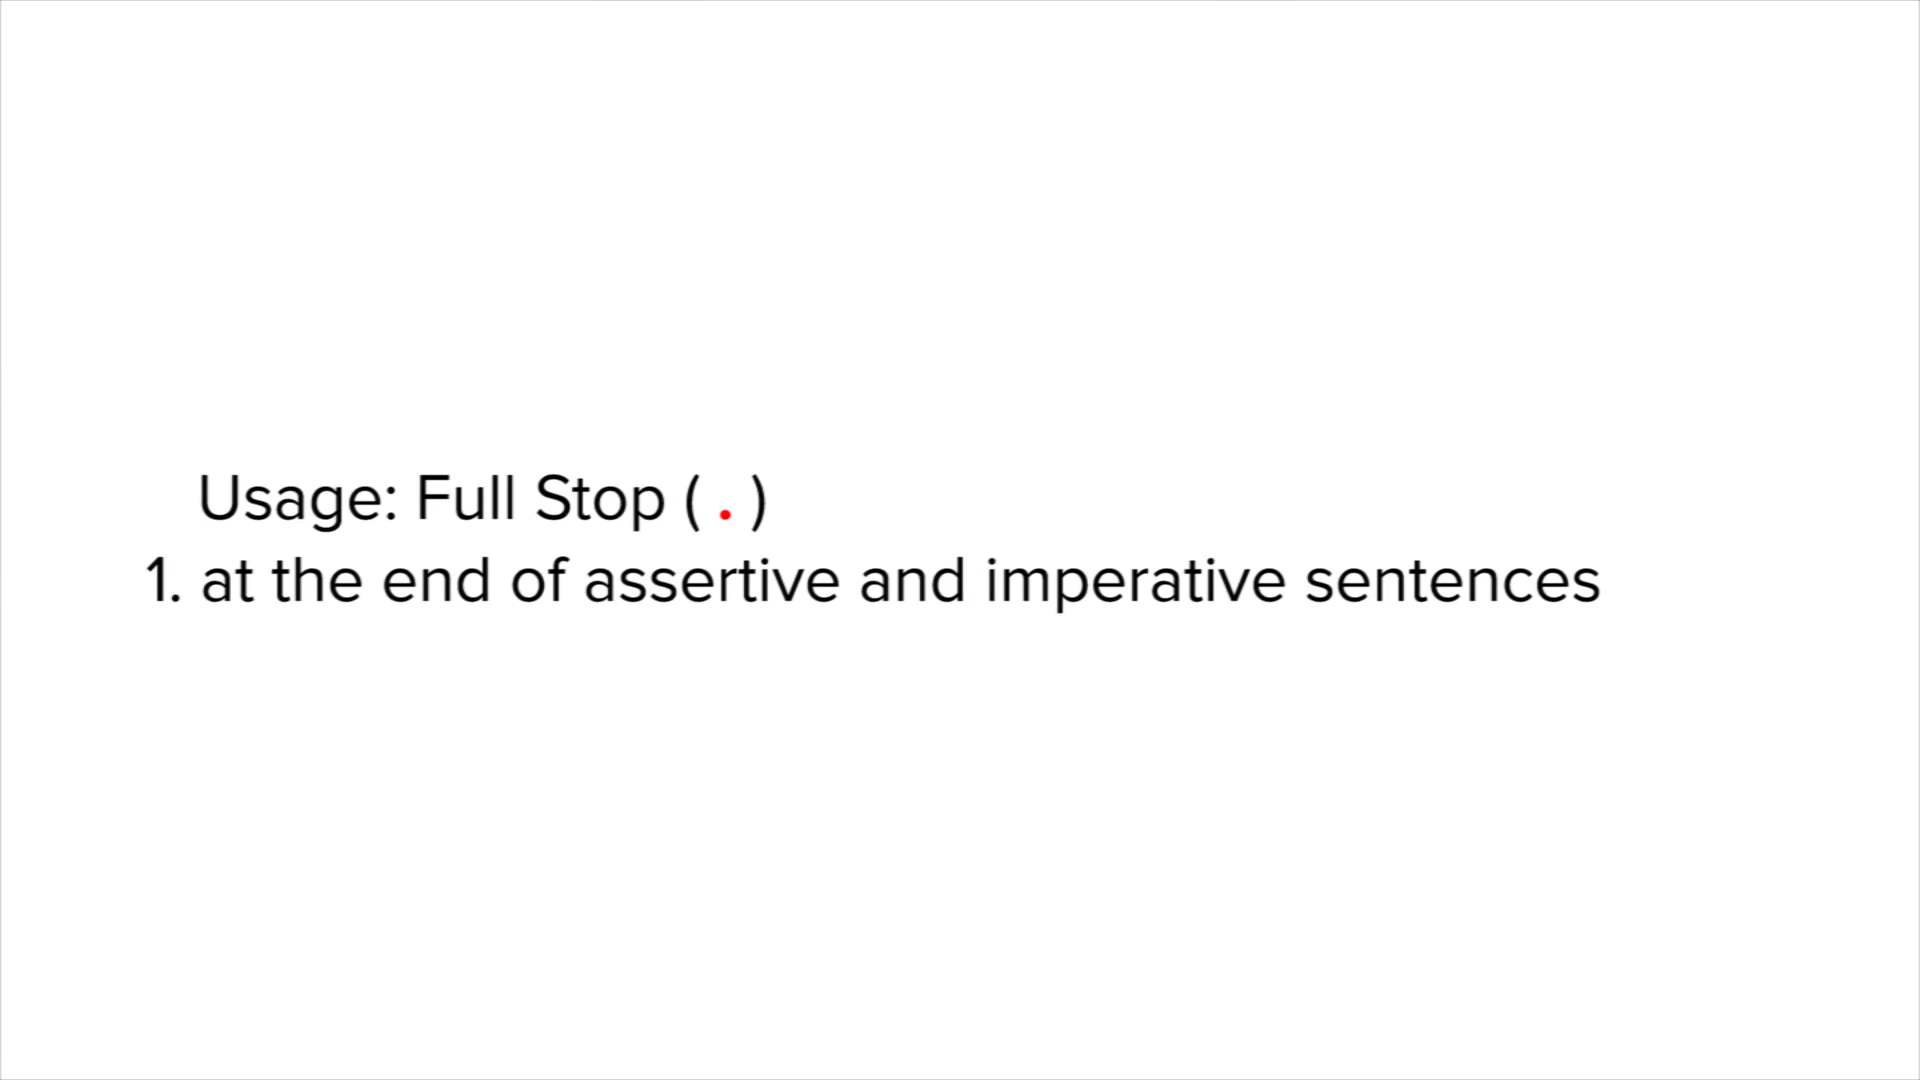 Usage: Full Stop ( . )
1. at the end of assertive and imperative sentences